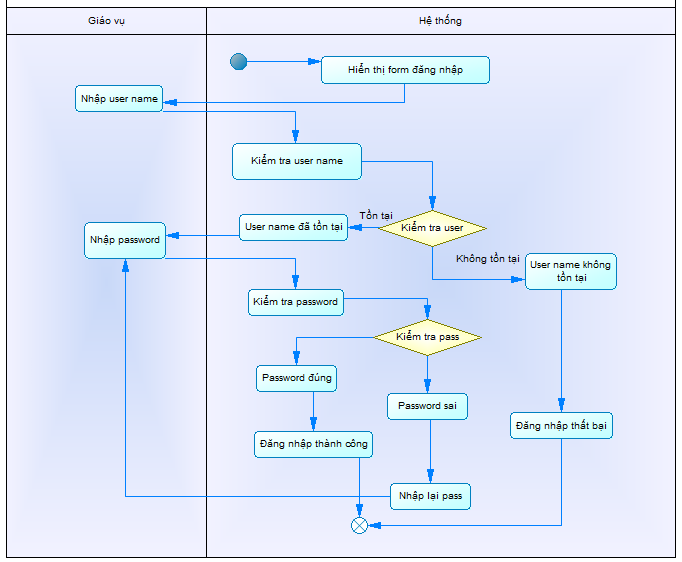 Giáo vụ
Hệ thống
Hiển thị form đăng nhập
Nhập user name
Kiểm tra user name
Tồn tại
User name đã tồn tại
Kiểm tra user
Nhập password
Không tồn tại
User name không
tồn tại
Kiểm tra password
Kiểm tra pass
Password đúng
Password sai
Đăng nhập thất bại
Đăng nhập thành công
Nhập lại pass